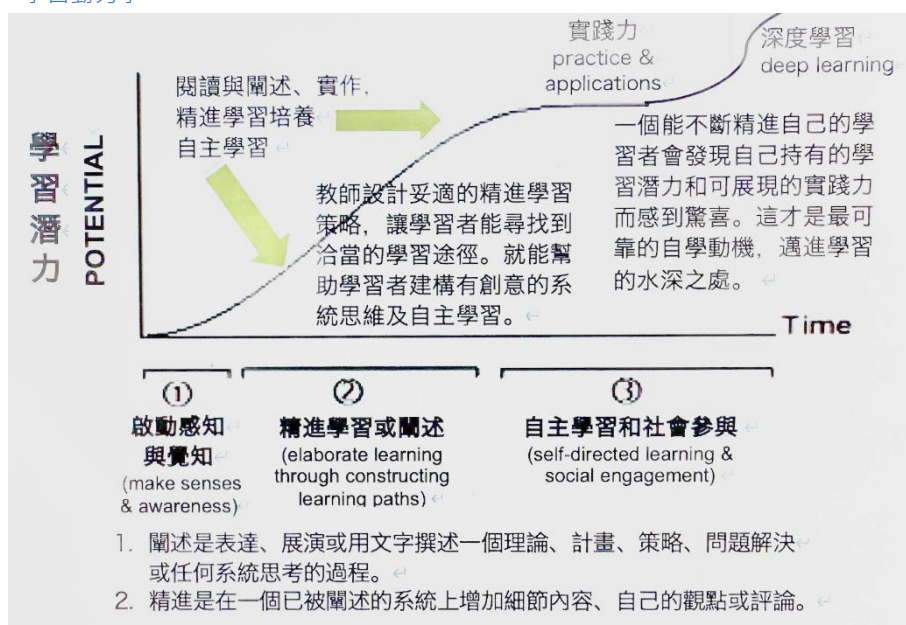 實踐力
practice &
applications
深度學習
deep learning
閱讀與闡述、實作,
精進學習培養
自主學習
學習潛力
POTENTIAL
教師設計妥適的精進學習
策略，讓學習者能尋找到
洽當的學習途徑。就能幫
助學習者建構有創意的系
統思維及自主學習。
一個能不斷精進自己的學
習者會發現自己持有的學
習潛力和可展現的實踐力
而感到驚喜。這才是最可
靠的自學動機，邁進學習
的水深之處。
Time
①
啟動感知
與覺知
(make senses
& awareness)
②
精進學習或闡述
(elaborate learning
through constructing
learning paths)
③
自主學習和社會參與
(self-directed learning &
social engagement)
1. 闡述是表達、展演或用文字撰述一個理論、計畫、策略、問題解決
或任何系統思考的過程。
2. 精進是在一個已被闡述的系統上增加細節內容、自己的觀點或評論。